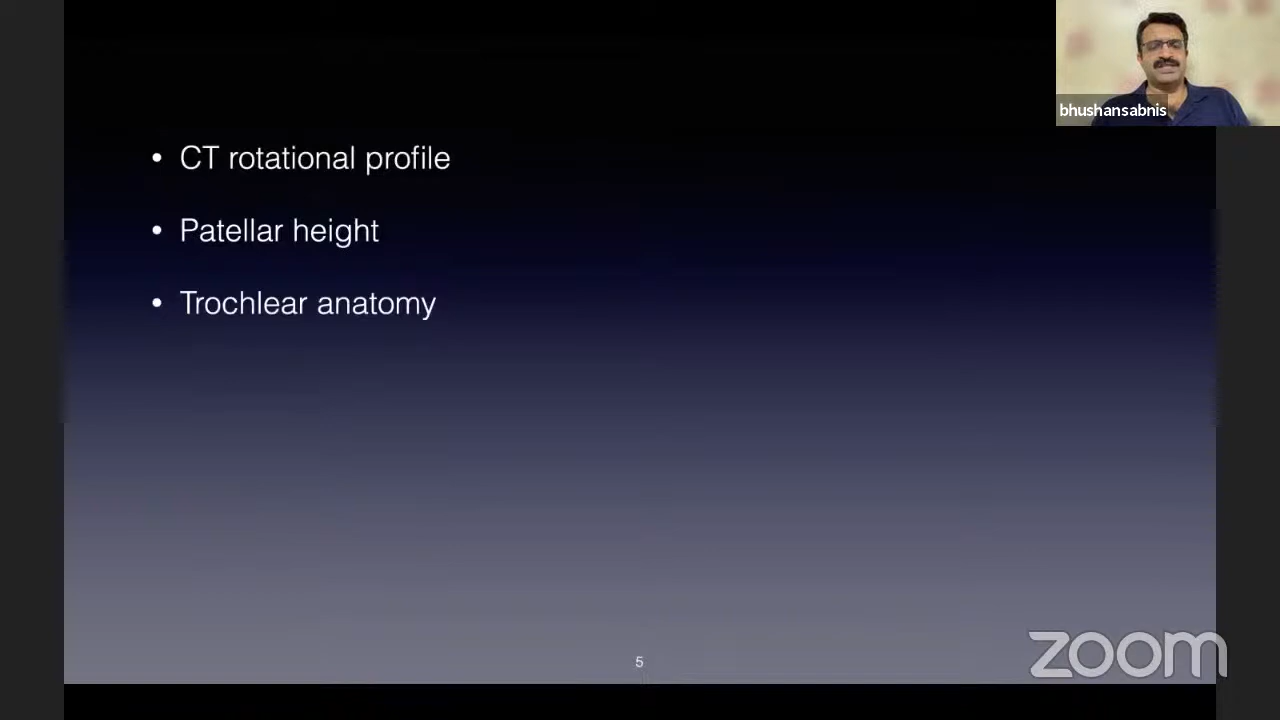 bhushansabnis
• CT rotational profile
• Patellar height
• Trochlear anatomy
5
zoom